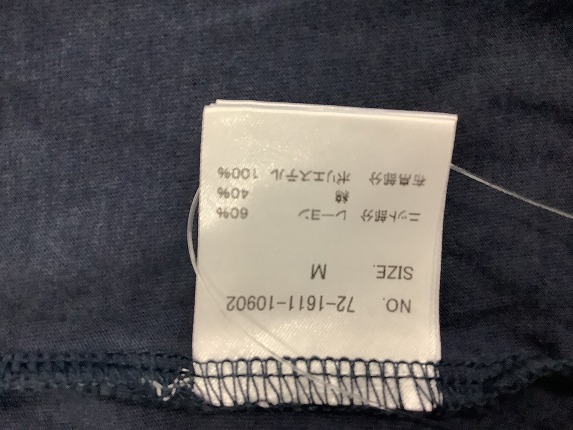 NO. 72-1611-10902
SIZE. M
ニット部分 レーヨン 60%
綿 40%
布帛部分 ポリエステル 100%